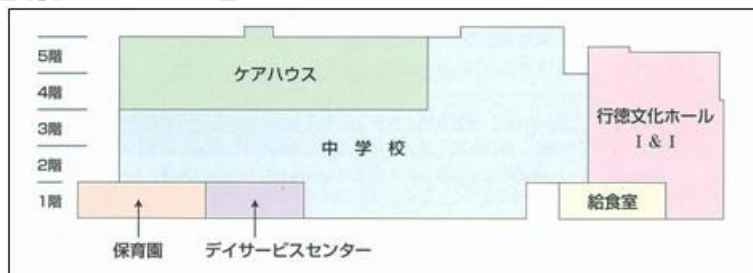 5階
4階
3階
2階
1階
ケアハウス
中学校
行徳文化ホール
I & I
給食室
保育園
デイサービスセンター